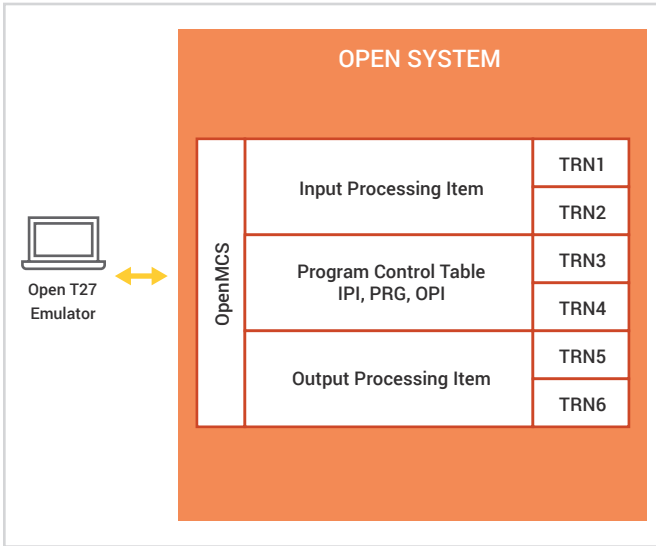 OPEN SYSTEM
Open T27
Emulator
OpenMCS
Input Processing Item
TRN1
TRN2
Program Control Table
IPI, PRG, OPI
TRN3
TRN4
Output Processing Item
TRN5
TRN6